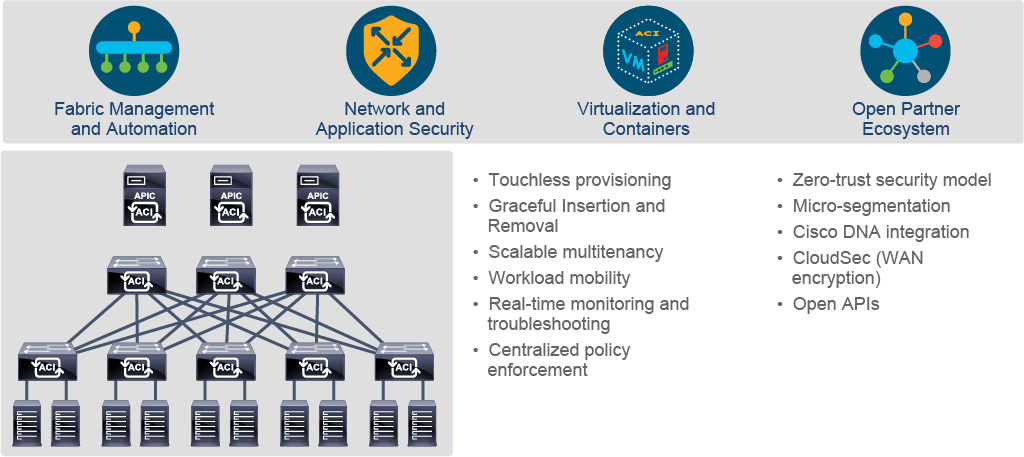 ACI
VM
Fabric Management
and Automation
Network and
Application Security
Virtualization and
Containers
Open Partner
Ecosystem
APIC
ACI
APIC
ACI
APIC
ACI
ACI
ACI
ACI
ACI
ACI
ACI
ACI
ACI
• Touchless provisioning
• Graceful Insertion and
Removal
• Scalable multitenancy
• Workload mobility
• Real-time monitoring and
troubleshooting
• Centralized policy
enforcement
• Zero-trust security model
• Micro-segmentation
• Cisco DNA integration
• CloudSec (WAN
encryption)
• Open APIs